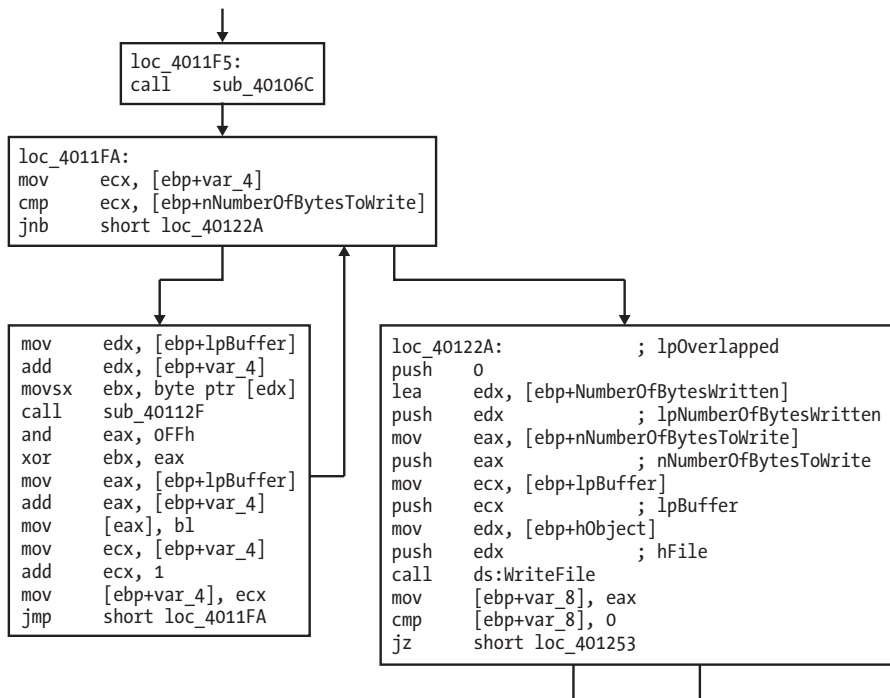 loc_4011F5:
call    sub_40106C
loc_4011FA:
mov     ecx, [ebp+var_4]
cmp     ecx, [ebp+nNumberOfBytesToWrite]
jnb     short loc_40122A
mov     edx, [ebp+lpBuffer]
add     edx, [ebp+var_4]
movsx   ebx, byte ptr [edx]
call    sub_40112F
and     eax, 0FFh
xor     ebx, eax
mov     eax, [ebp+lpBuffer]
add     eax, [ebp+var_4]
mov     [eax], bl
mov     ecx, [ebp+var_4]
add     ecx, 1
mov     [ebp+var_4], ecx
jmp     short loc_4011FA
loc_40122A:             ; lpOverlapped
push    0
lea     edx, [ebp+NumberOfBytesWritten]
push    edx             ; lpNumberOfBytesWritten
mov     eax, [ebp+nNumberOfBytesToWrite]
push    eax             ; nNumberOfBytesToWrite
mov     ecx, [ebp+lpBuffer]
push    ecx             ; lpBuffer
mov     edx, [ebp+hObject]
push    edx             ; hFile
call    ds:WriteFile
mov     [ebp+var_8], eax
cmp     [ebp+var_8], 0
jz      short loc_401253